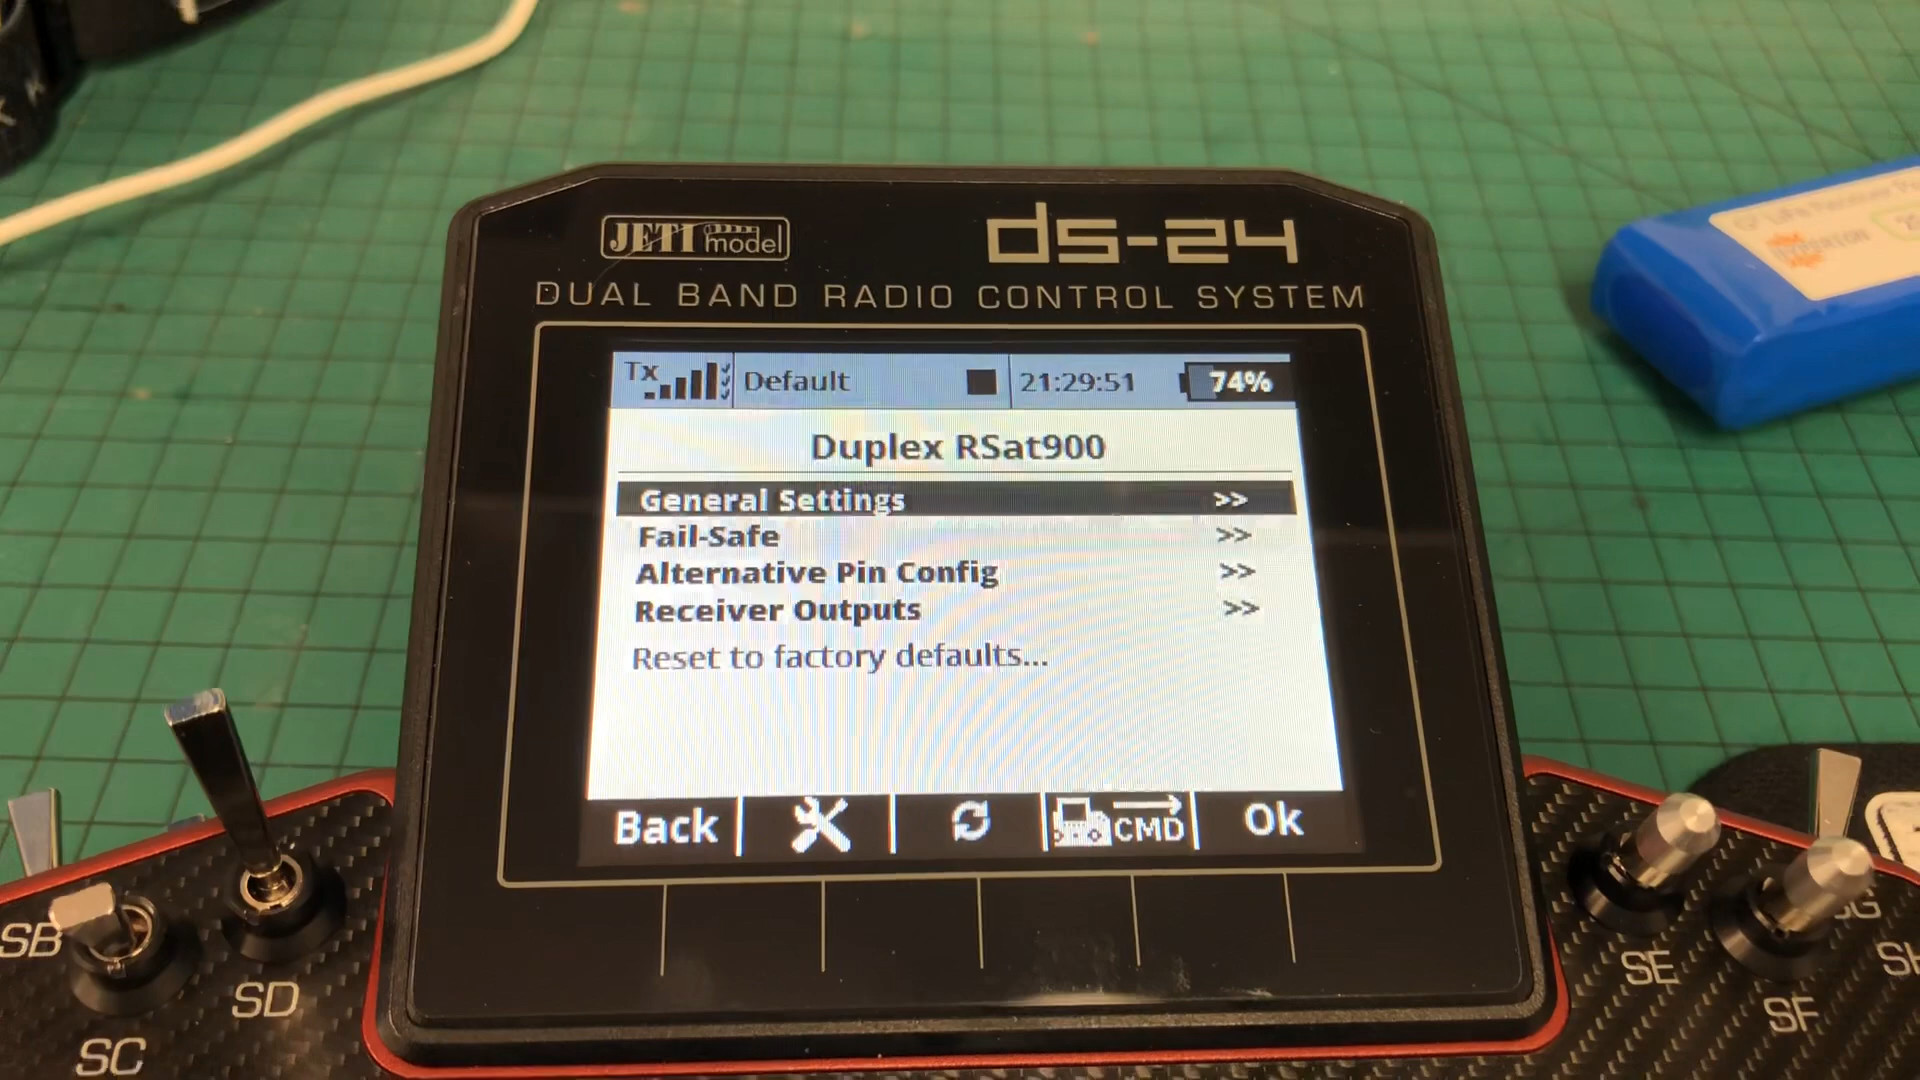 JETI model
ds-24
DUAL BAND RADIO CONTROL SYSTEM
Tx Default 21:29:51 74%
Duplex RSat900
General Settings >>
Fail-Safe >>
Alternative Pin Config >>
Receiver Outputs >>
Reset to factory defaults...
Back CMD Ok
SB
SD
SC
SE
SF